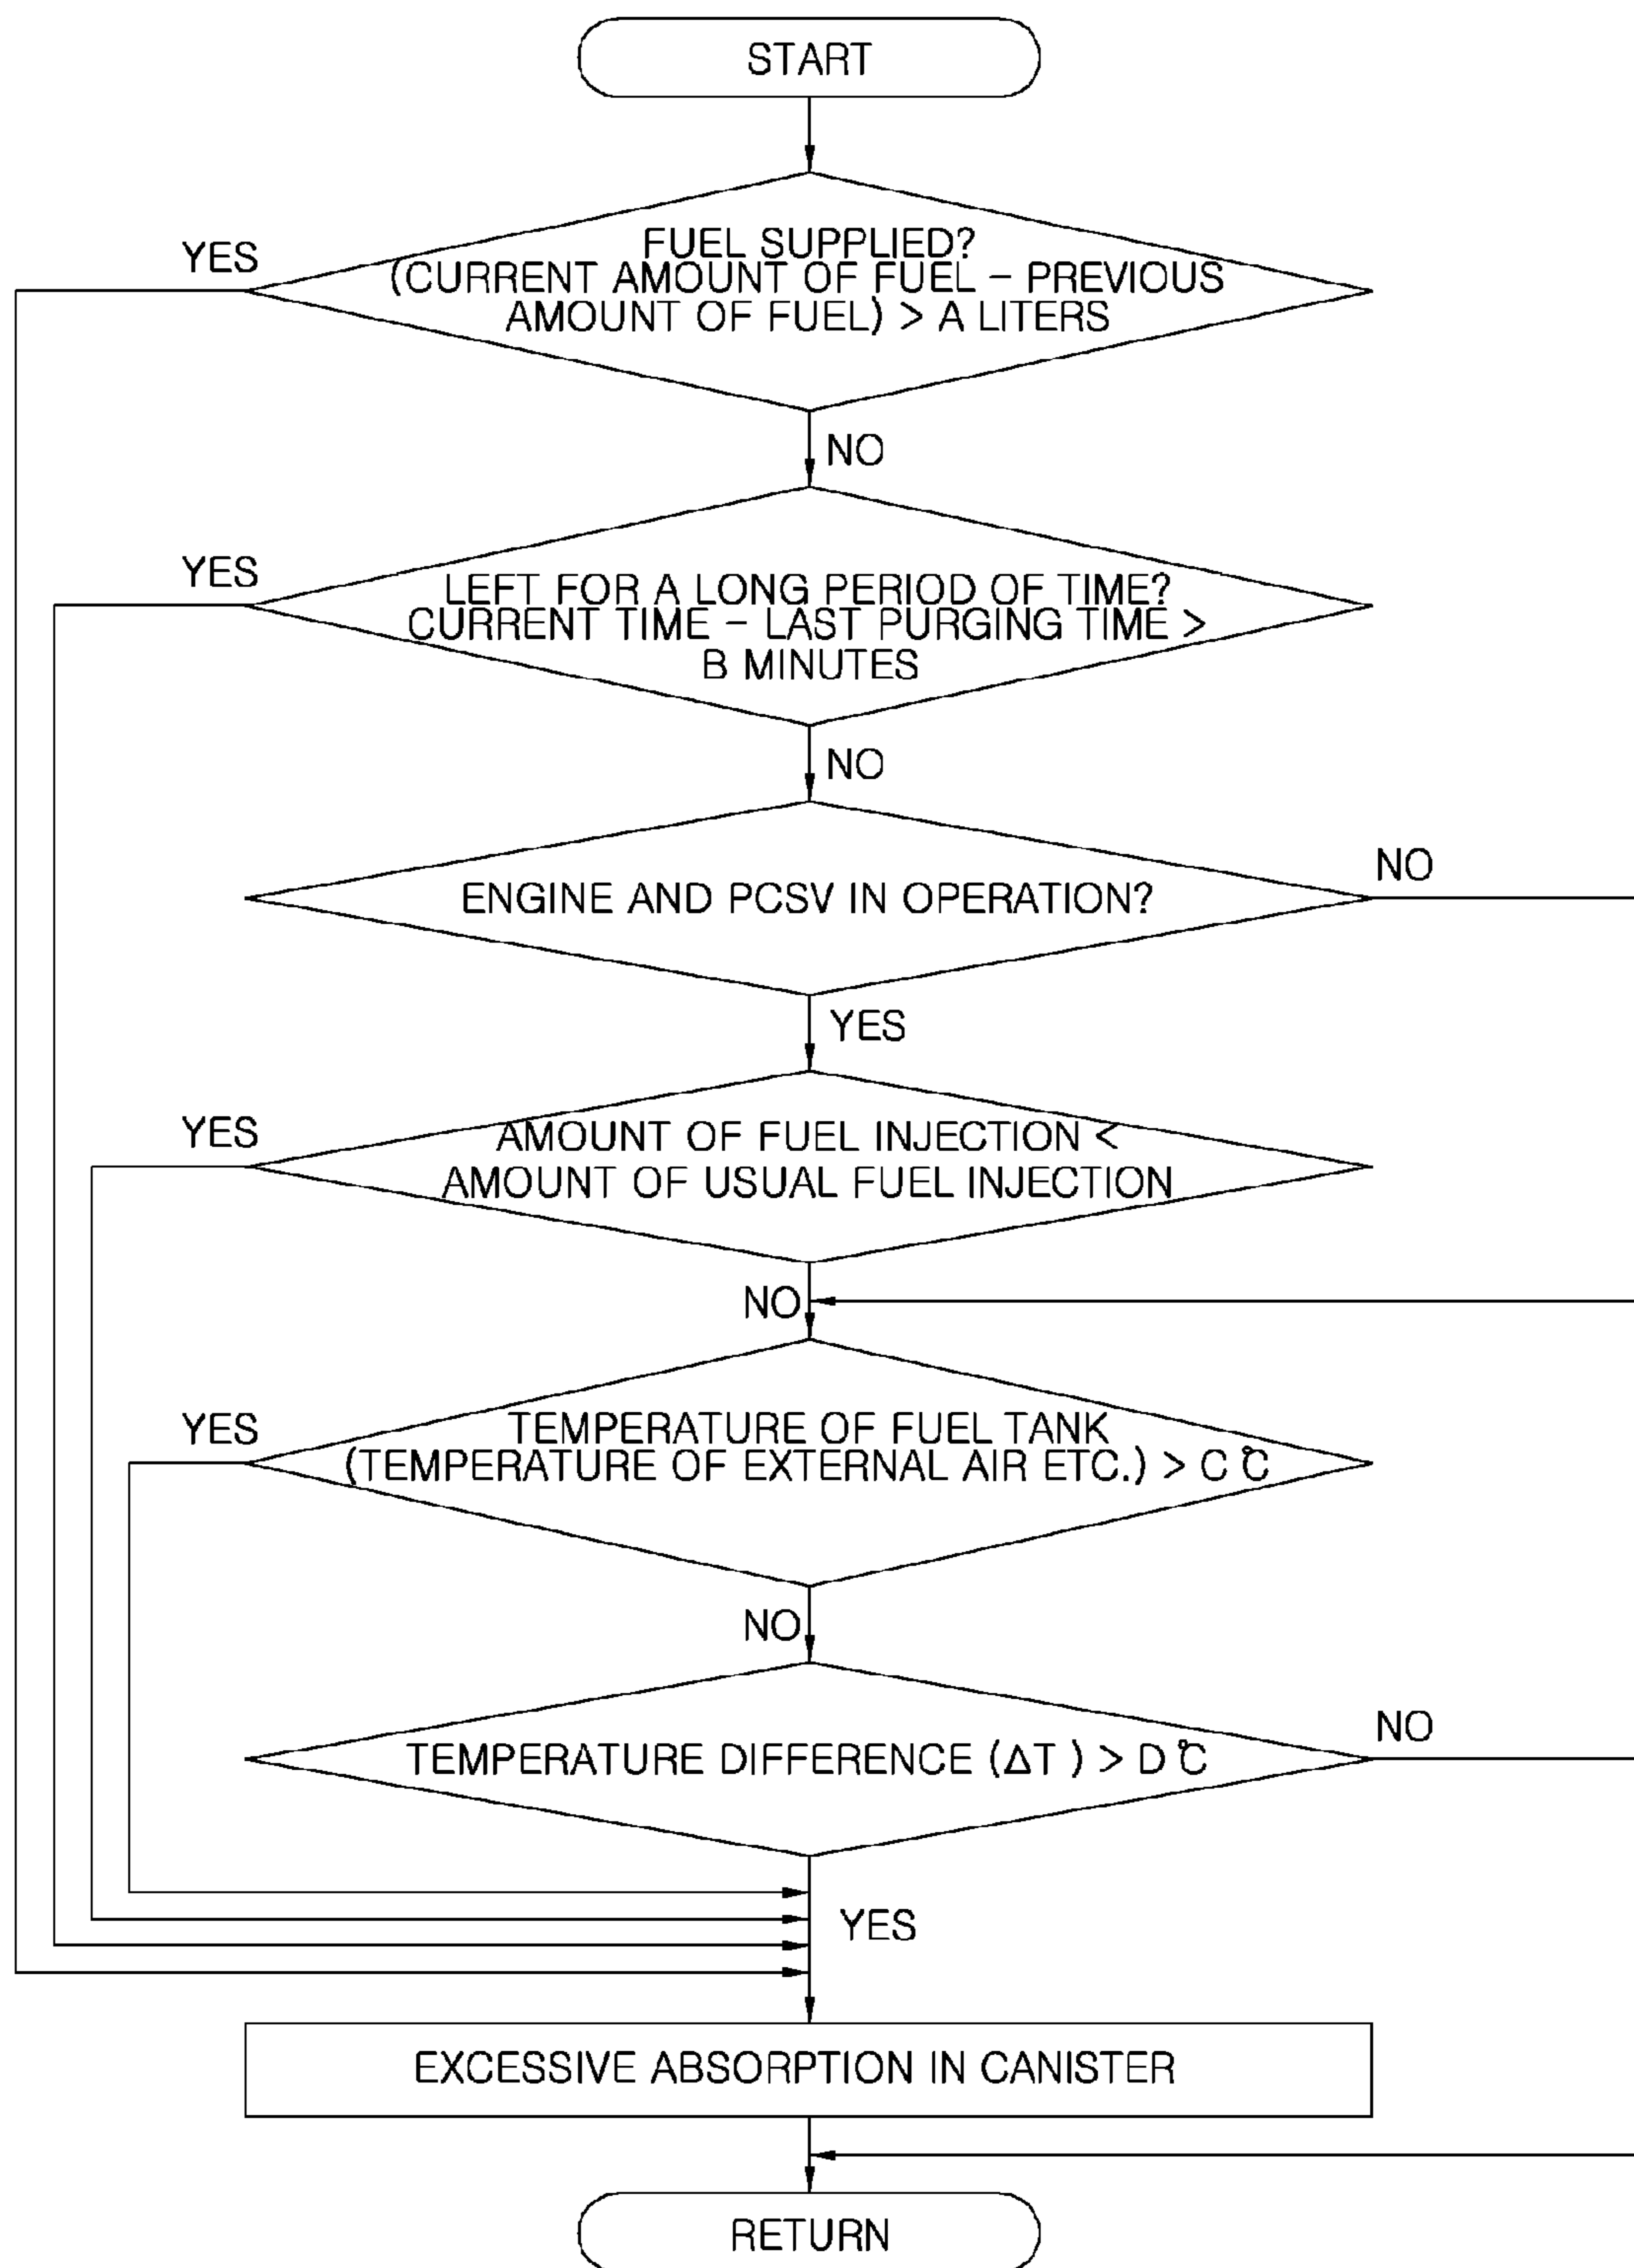 START
YES
FUEL SUPPLIED?
(CURRENT AMOUNT OF FUEL – PREVIOUS
AMOUNT OF FUEL) > A LITERS
NO
YES
LEFT FOR A LONG PERIOD OF TIME?
CURRENT TIME – LAST PURGING TIME >
B MINUTES
NO
ENGINE AND PCSV IN OPERATION?
NO
YES
YES
AMOUNT OF FUEL INJECTION <
AMOUNT OF USUAL FUEL INJECTION
NO
YES
TEMPERATURE OF FUEL TANK
(TEMPERATURE OF EXTERNAL AIR ETC.) > C ℃
NO
TEMPERATURE DIFFERENCE (ΔT ) > D ℃
NO
YES
EXCESSIVE ABSORPTION IN CANISTER
RETURN